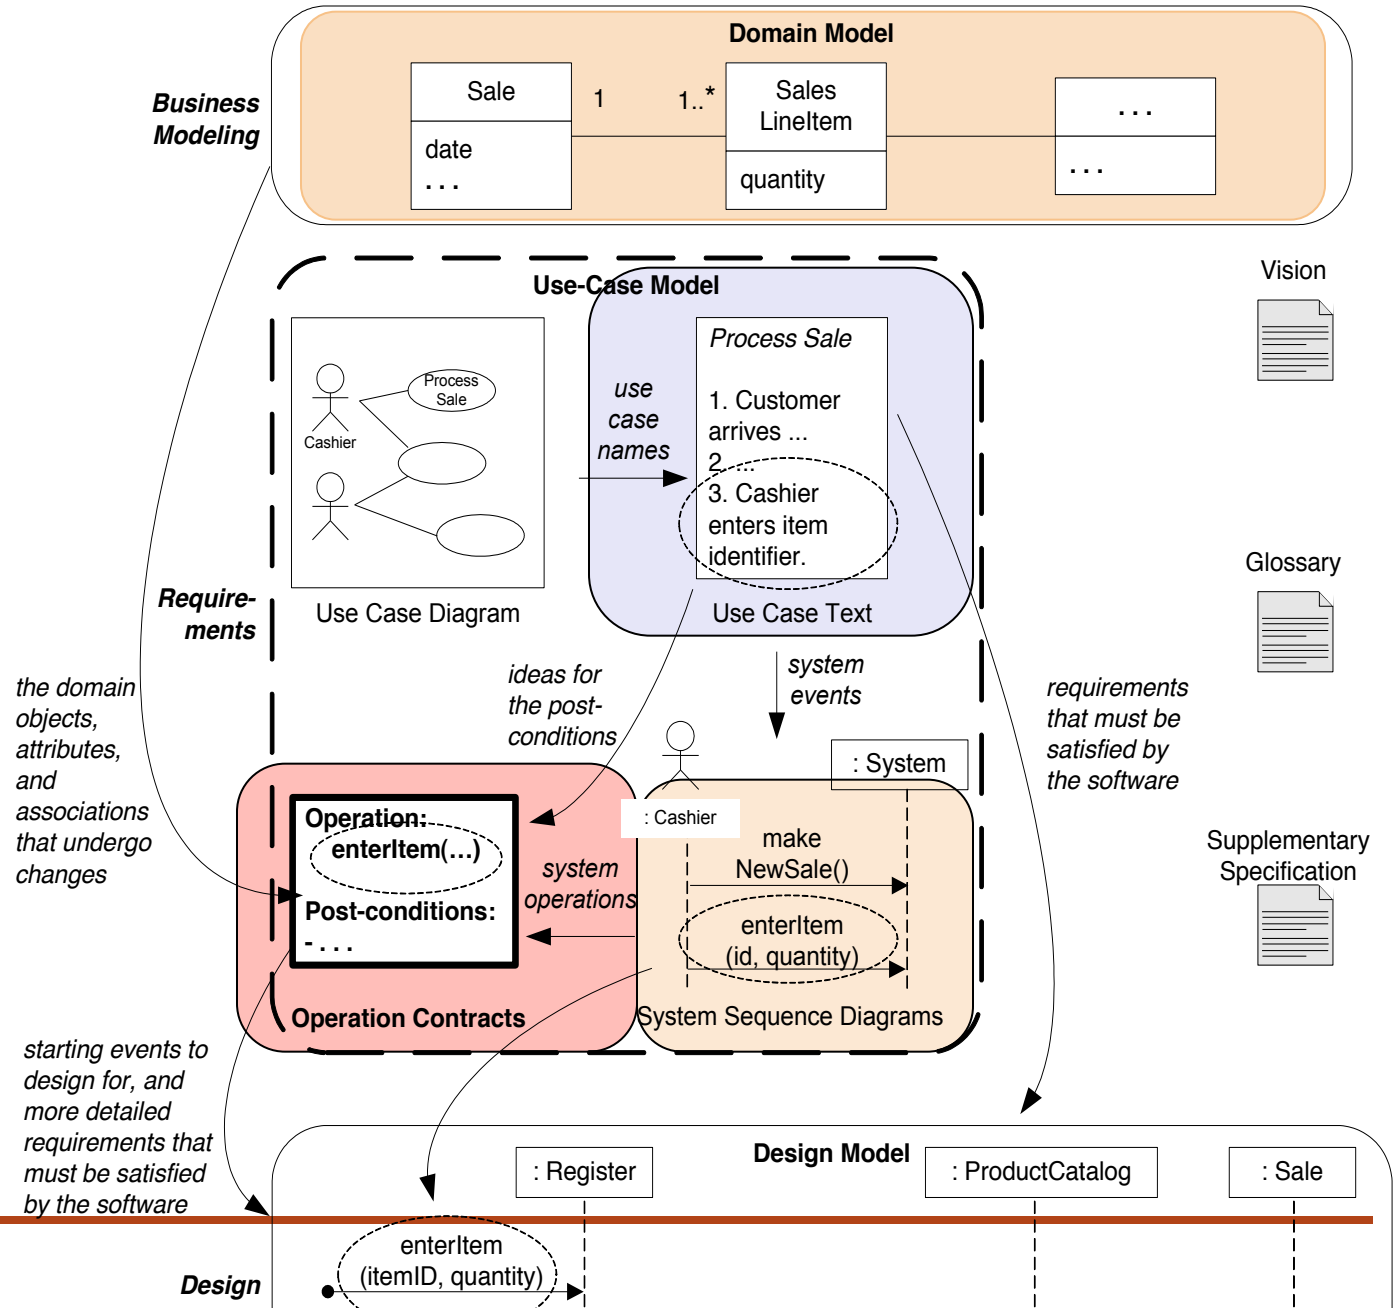 Domain Model
Business
Modeling
Sale
1
1..*
Sales
LineItem
. . .
date
. . .
quantity
. . .
Use-Case Model
Vision
Process
Sale
Cashier
use
case
names
Process Sale
1. Customer
arrives ...
2. ...
3. Cashier
enters item
identifier.
Glossary
Require-
ments
Use Case Diagram
Use Case Text
the domain
objects,
attributes,
and
associations
that undergo
changes
ideas for
the post-
conditions
system
events
requirements
that must be
satisfied by
the software
: System
Operation:
enterItem(…)
Post-conditions:
- . . .
system
operations
: Cashier
make
NewSale()
enterItem
(id, quantity)
Supplementary
Specification
Operation Contracts
System Sequence Diagrams
starting events to
design for, and
more detailed
requirements that
must be satisfied
by the software
Design Model
: Register
: ProductCatalog
: Sale
enterItem
(itemID, quantity)
Design